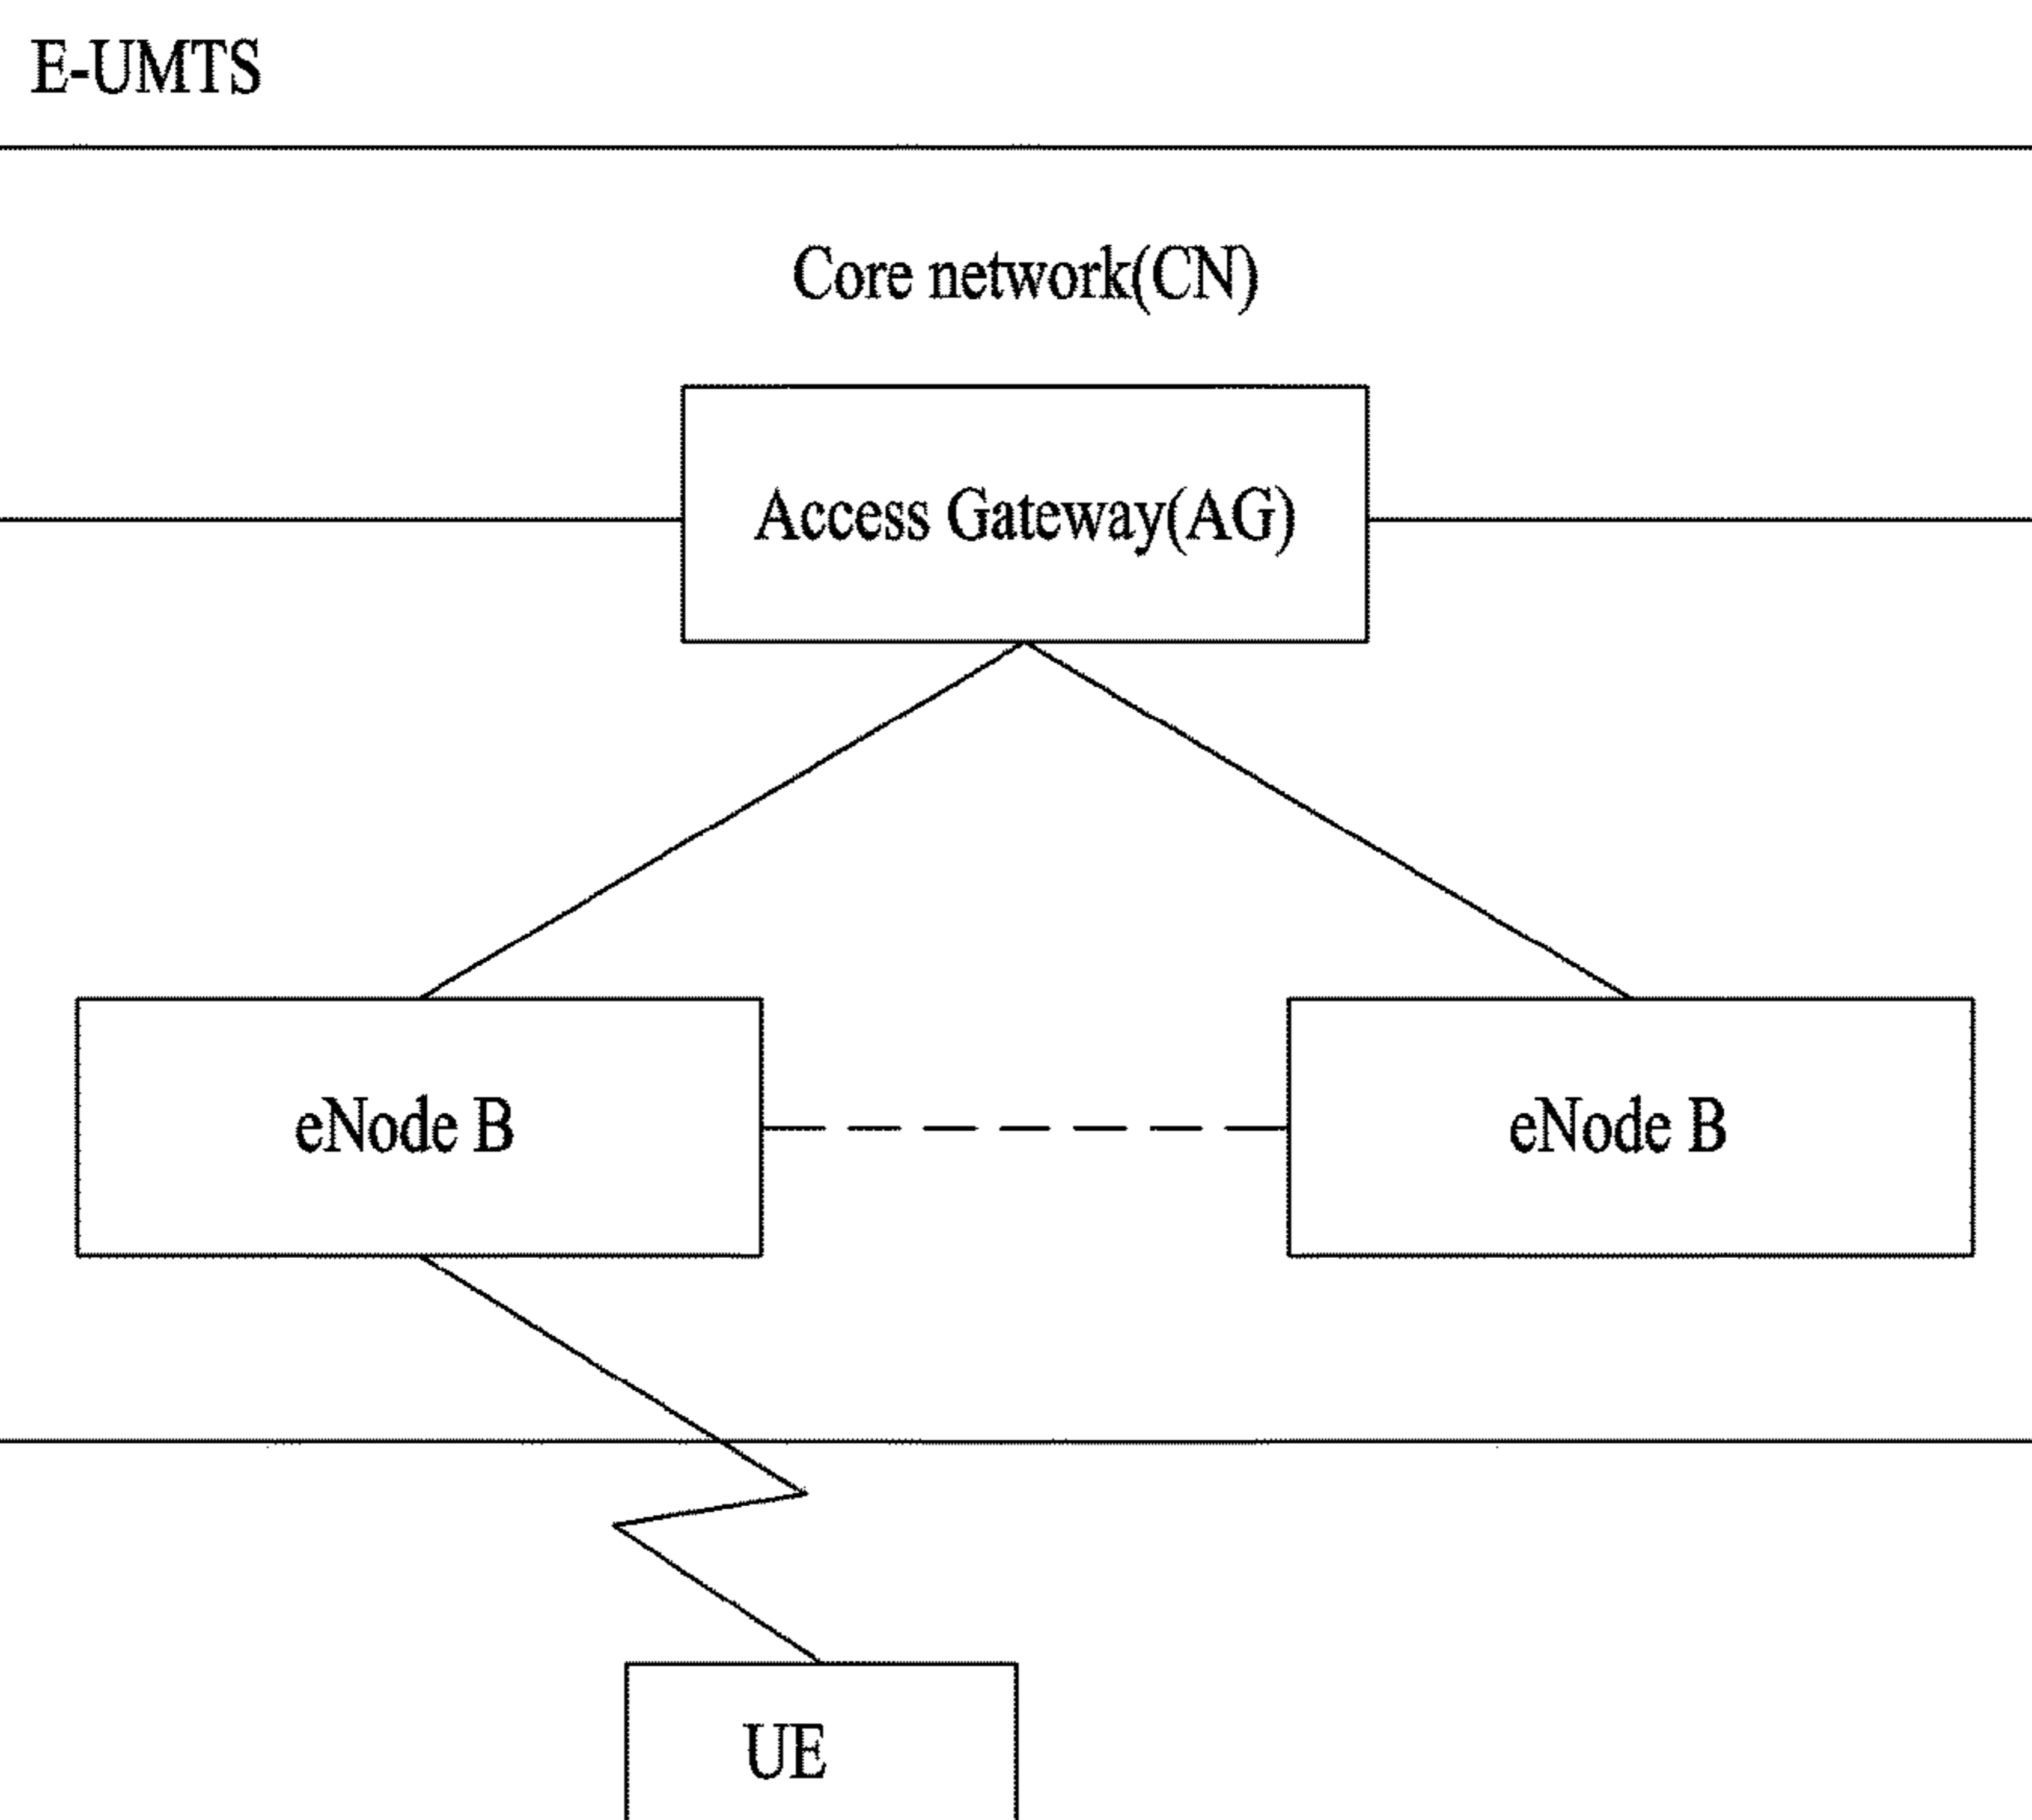 E-UMTS
Core network(CN)
Access Gateway(AG)
eNode B
eNode B
UE